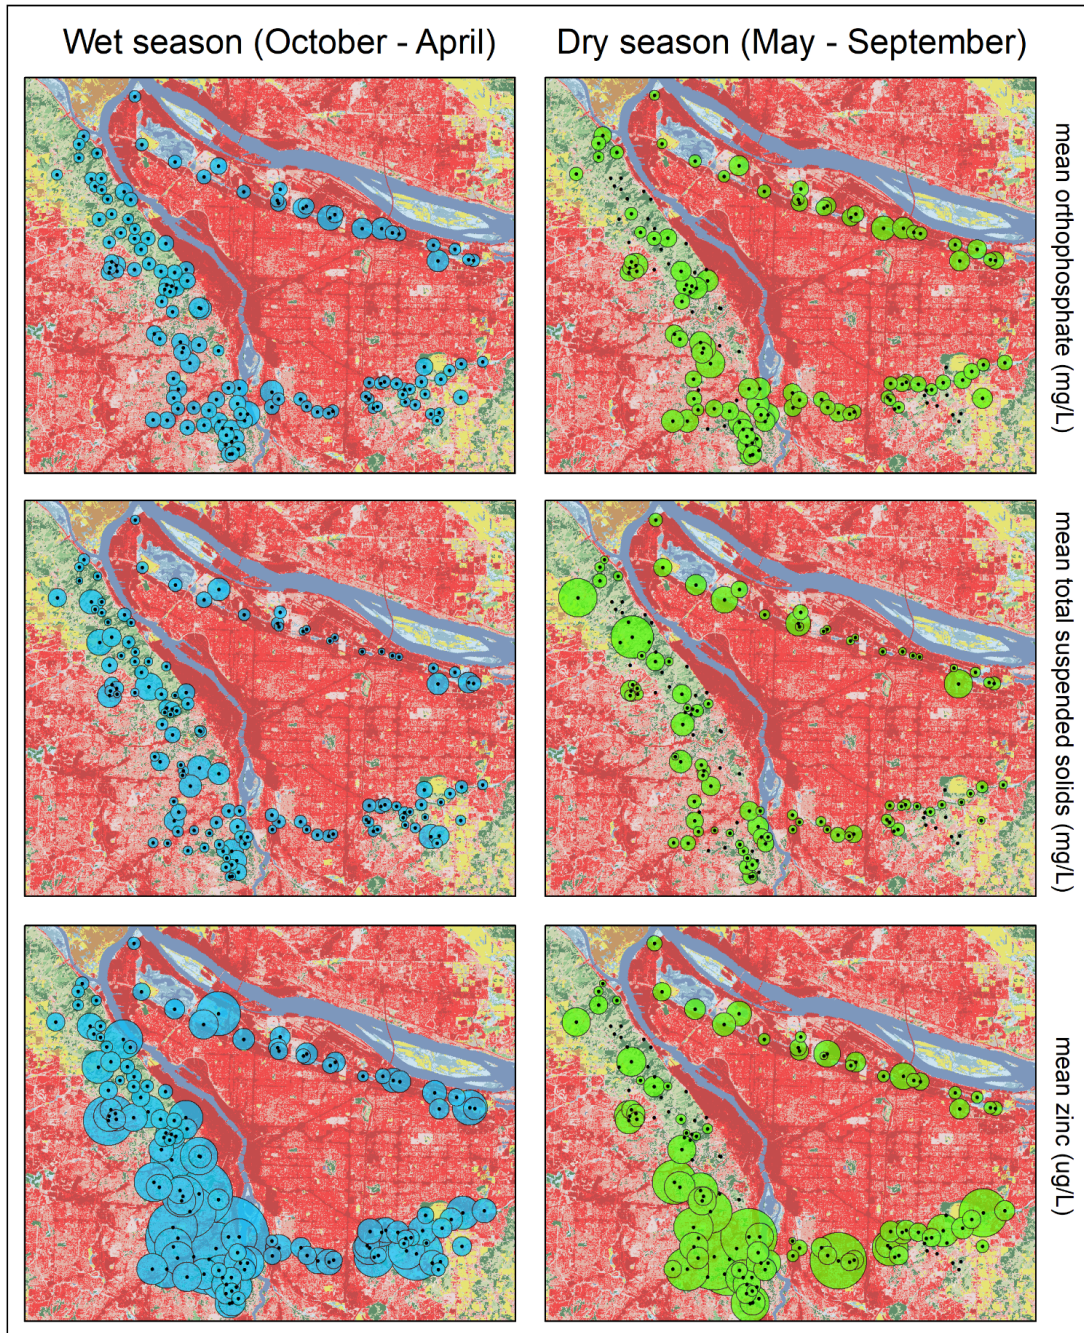 Wet season (October - April)
Dry season (May - September)
mean orthophosphate (mg/L)
mean total suspended solids (mg/L)
mean zinc (ug/L)